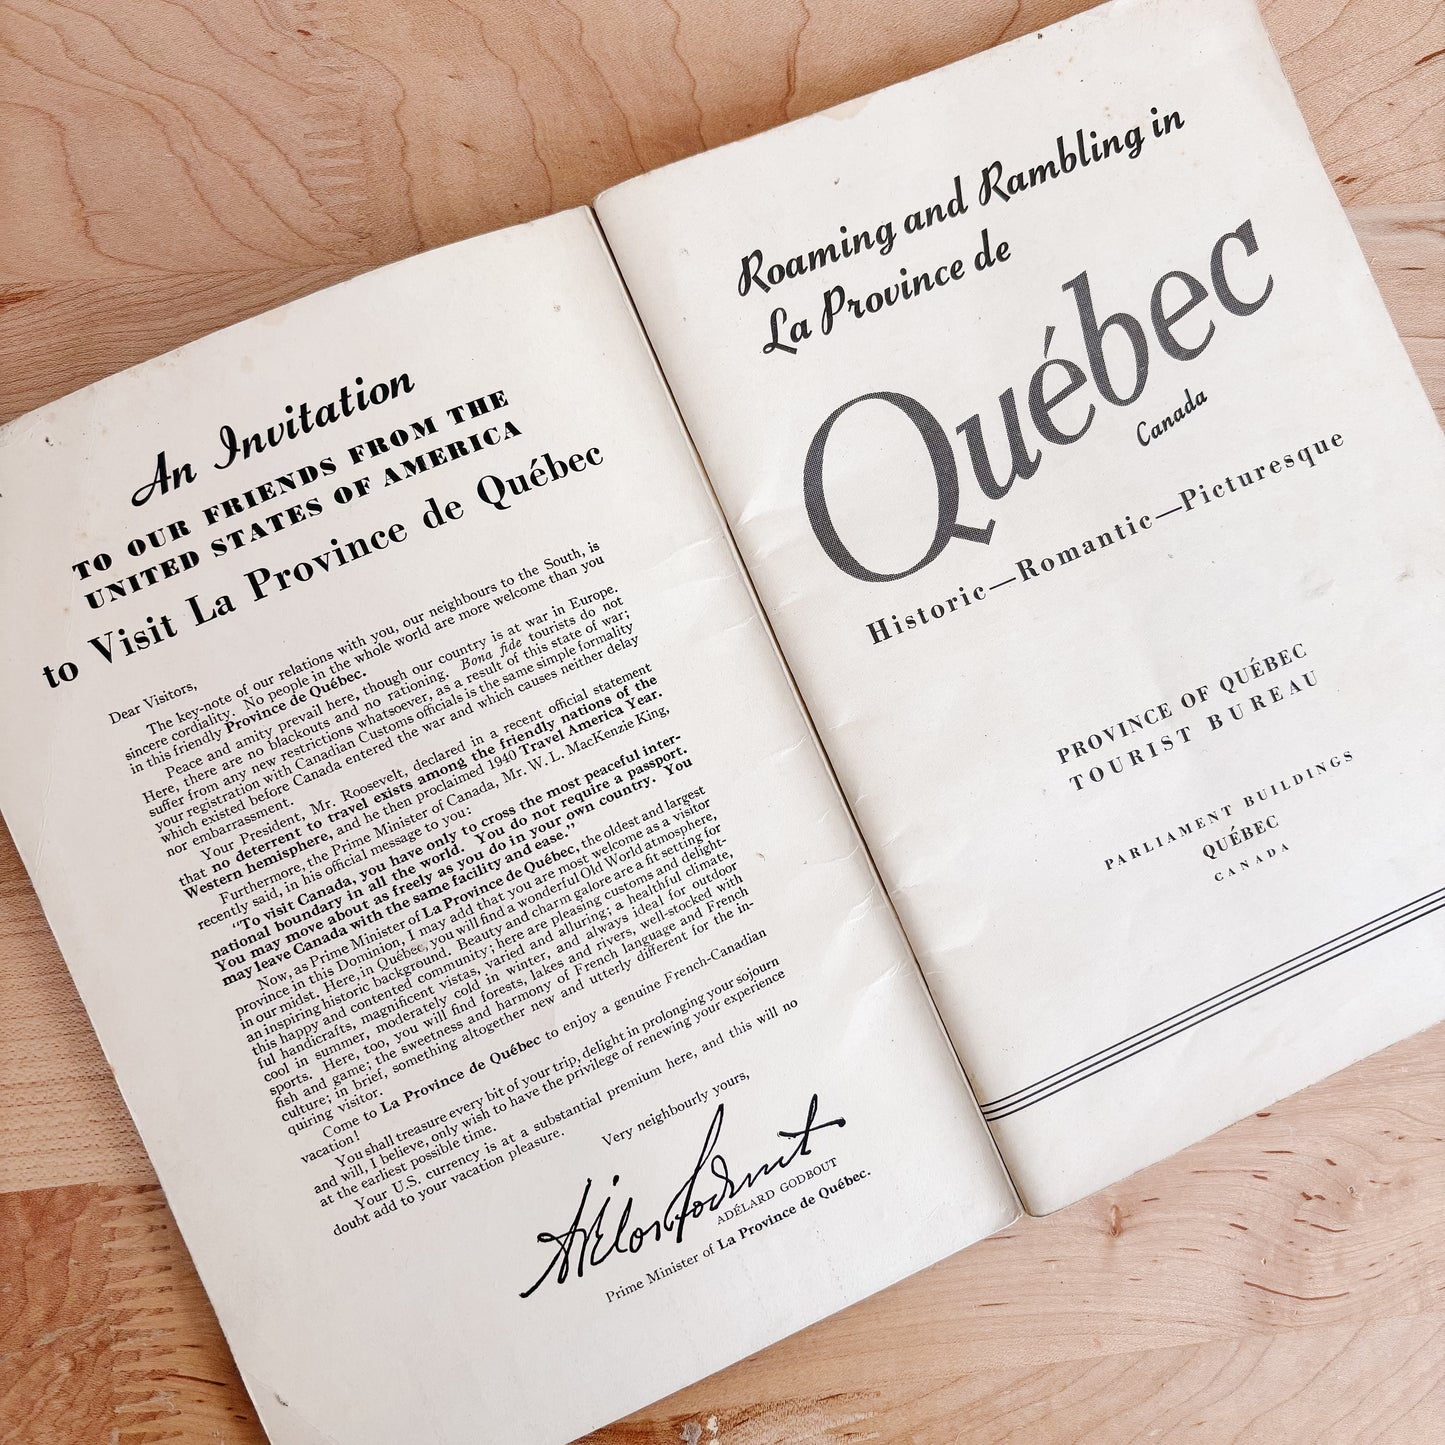 An Invitation
TO OUR FRIENDS FROM THE
UNITED STATES OF AMERICA
to Visit La Province de Québec
Dear Visitors,
The key-note of our relations with you, our neighbours to the South, is
sincere cordiality. No people in the whole world are more welcome than you
in this friendly Province de Québec.
Peace and amity prevail here, though our country is at war in Europe.
Here, there are no blackouts and no rationing. Bona fide tourists do not
suffer from any new restrictions whatsoever, as a result of this state of war;
your registration with Canadian Customs officials is the same simple formality
which existed before Canada entered the war and which causes neither delay
nor embarrassment.
Your President, Mr. Roosevelt, declared in a recent official statement
that no deterrent to travel exists among the friendly nations of the
Western hemisphere, and he then proclaimed 1940 Travel America Year.
Furthermore, the Prime Minister of Canada, Mr. W. L. MacKenzie King,
recently said, in his official message to you:
"To visit Canada, you have only to cross the most peaceful inter-
national boundary in all the world. You do not require a passport.
You may move about as freely as you do in your own country. You
may leave Canada with the same facility and ease."
Now, as Prime Minister of La Province de Québec, the oldest and largest
province in this Dominion, I may add that you are most welcome as a visitor
in our midst. Here, in Québec, you will find a wonderful Old World atmosphere,
an inspiring historic background. Beauty and charm galore are a fit setting for
this happy and contented community; here are pleasing customs and delight-
ful handicrafts, magnificent vistas, varied and alluring; a healthful climate,
cool in summer, moderately cold in winter, and always ideal for outdoor
sports. Here, too, you will find forests, lakes and rivers, well-stocked with
fish and game; the sweetness and harmony of French language and French
culture; in brief, something altogether new and utterly different for the in-
quiring visitor.
Come to La Province de Québec to enjoy a genuine French-Canadian
vacation!
You shall treasure every bit of your trip, delight in prolonging your sojourn
and will, I believe, only wish to have the privilege of renewing your experience
at the earliest possible time.
Your U.S. currency is at a substantial premium here, and this will no
doubt add to your vacation pleasure.
Very neighbourly yours,
Adélard Godbout
ADÉLARD GODBOUT
Prime Minister of La Province de Québec.
Roaming and Rambling in
La Province de
Québec
Canada
Historic—Romantic—Picturesque
PROVINCE OF QUÉBEC
TOURIST BUREAU
PARLIAMENT BUILDINGS
QUÉBEC
CANADA